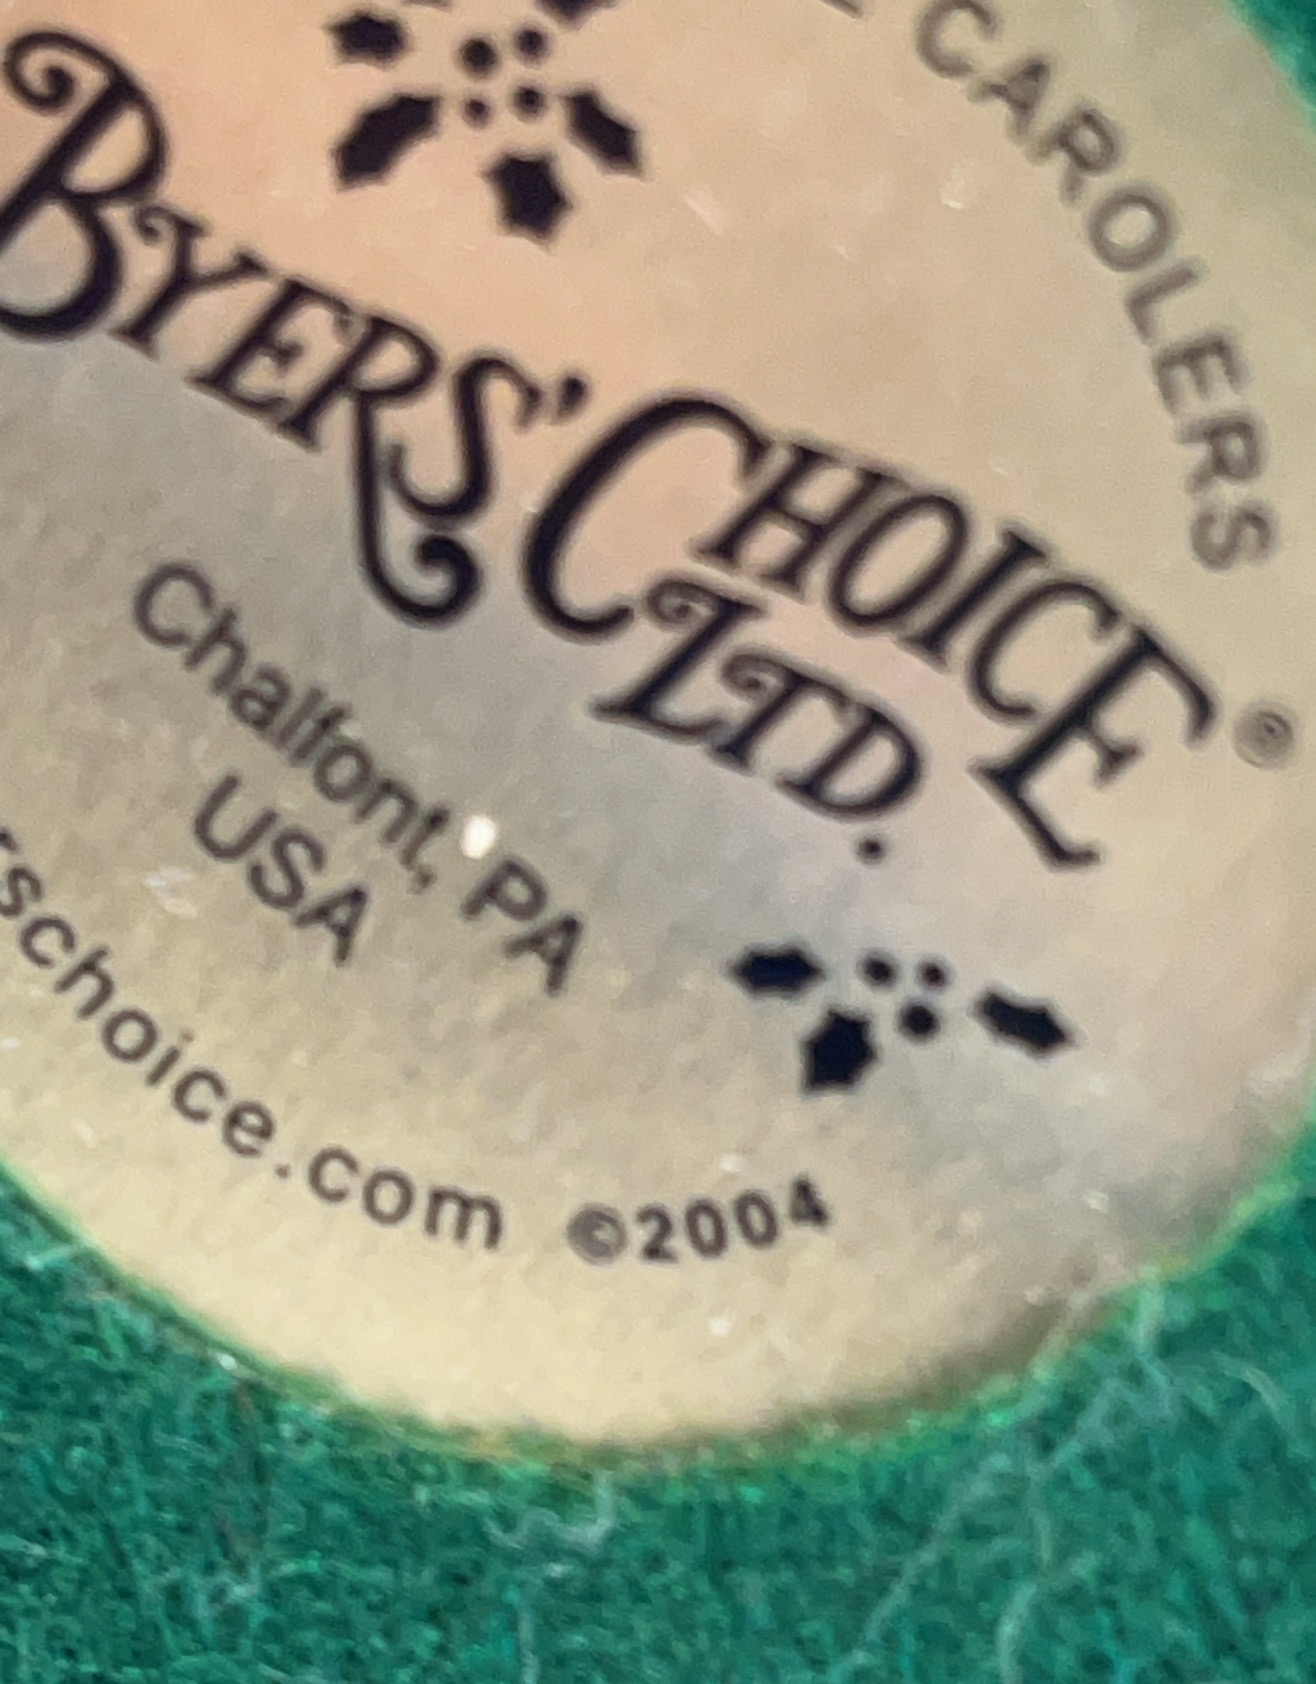 CAROLERS
BYERS' CHOICE®
LTD.
Chalfont, PA
USA
rschoice.com ©2004